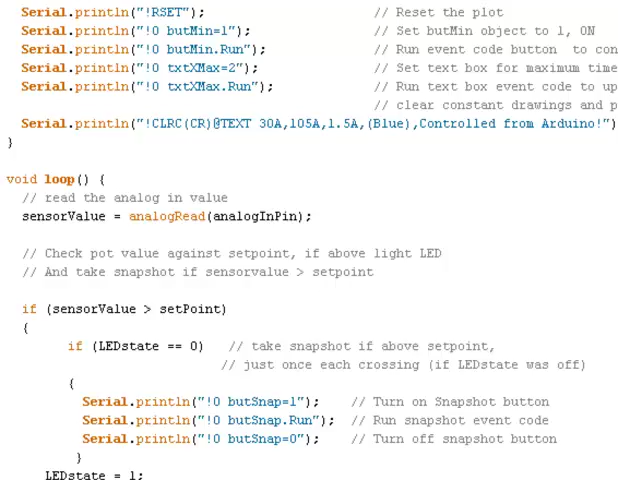 Serial.println("!RSET");                       // Reset the plot
Serial.println("!O butMin=1");                 // Set butMin object to 1, ON
Serial.println("!O butMin.Run");               // Run event code button  to con
Serial.println("!O txtXMax=2");                // Set text box for maximum time
Serial.println("!O txtXMax.Run");              // Run text box event code to up
// clear constant drawings and p
Serial.println("!CLRC(CR)@TEXT 30A,105A,1.5A,(Blue),Controlled from Arduino!")
}
void loop() {
// read the analog in value
sensorValue = analogRead(analogInPin);
// Check pot value against setpoint, if above light LED
// And take snapshot if sensorvalue > setpoint
if (sensorValue > setPoint)
{
if (LEDstate == 0)   // take snapshot if above setpoint,
// just once each crossing (if LEDstate was off)
{
Serial.println("!O butSnap=1");    // Turn on Snapshot button
Serial.println("!O butSnap.Run");  // Run snapshot event code
Serial.println("!O butSnap=0");    // Turn off snapshot button
}
LEDstate = 1;